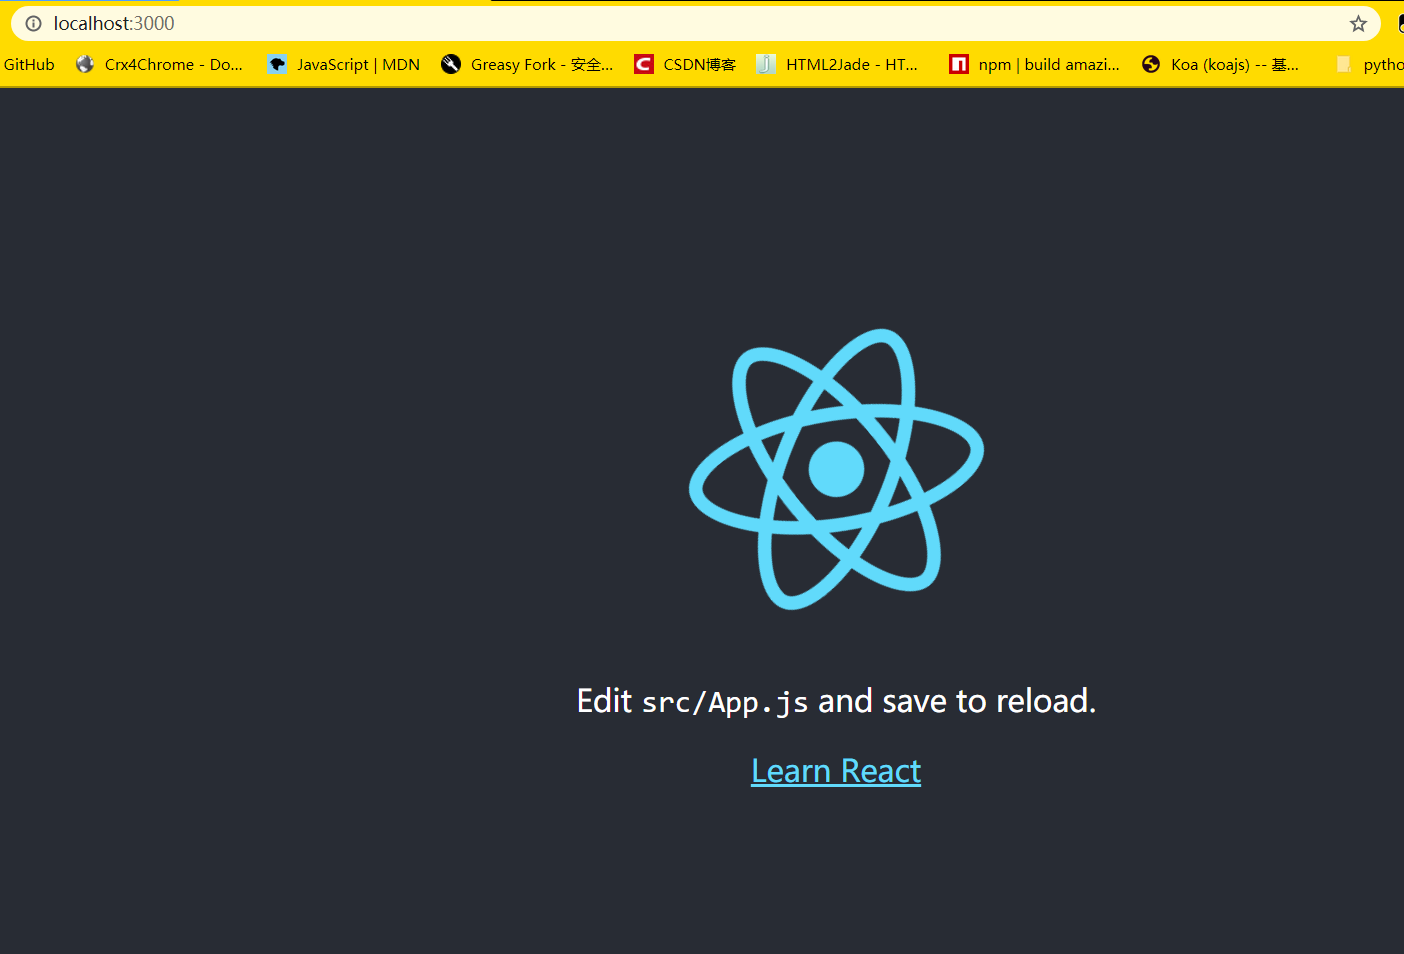 localhost:3000
GitHub Crx4Chrome - Do... JavaScript | MDN Greasy Fork - 安全... CSDN博客 HTML2Jade - HT... npm | build amazi... Koa (koajs) -- 基... pytho
Edit src/App.js and save to reload.
Learn React